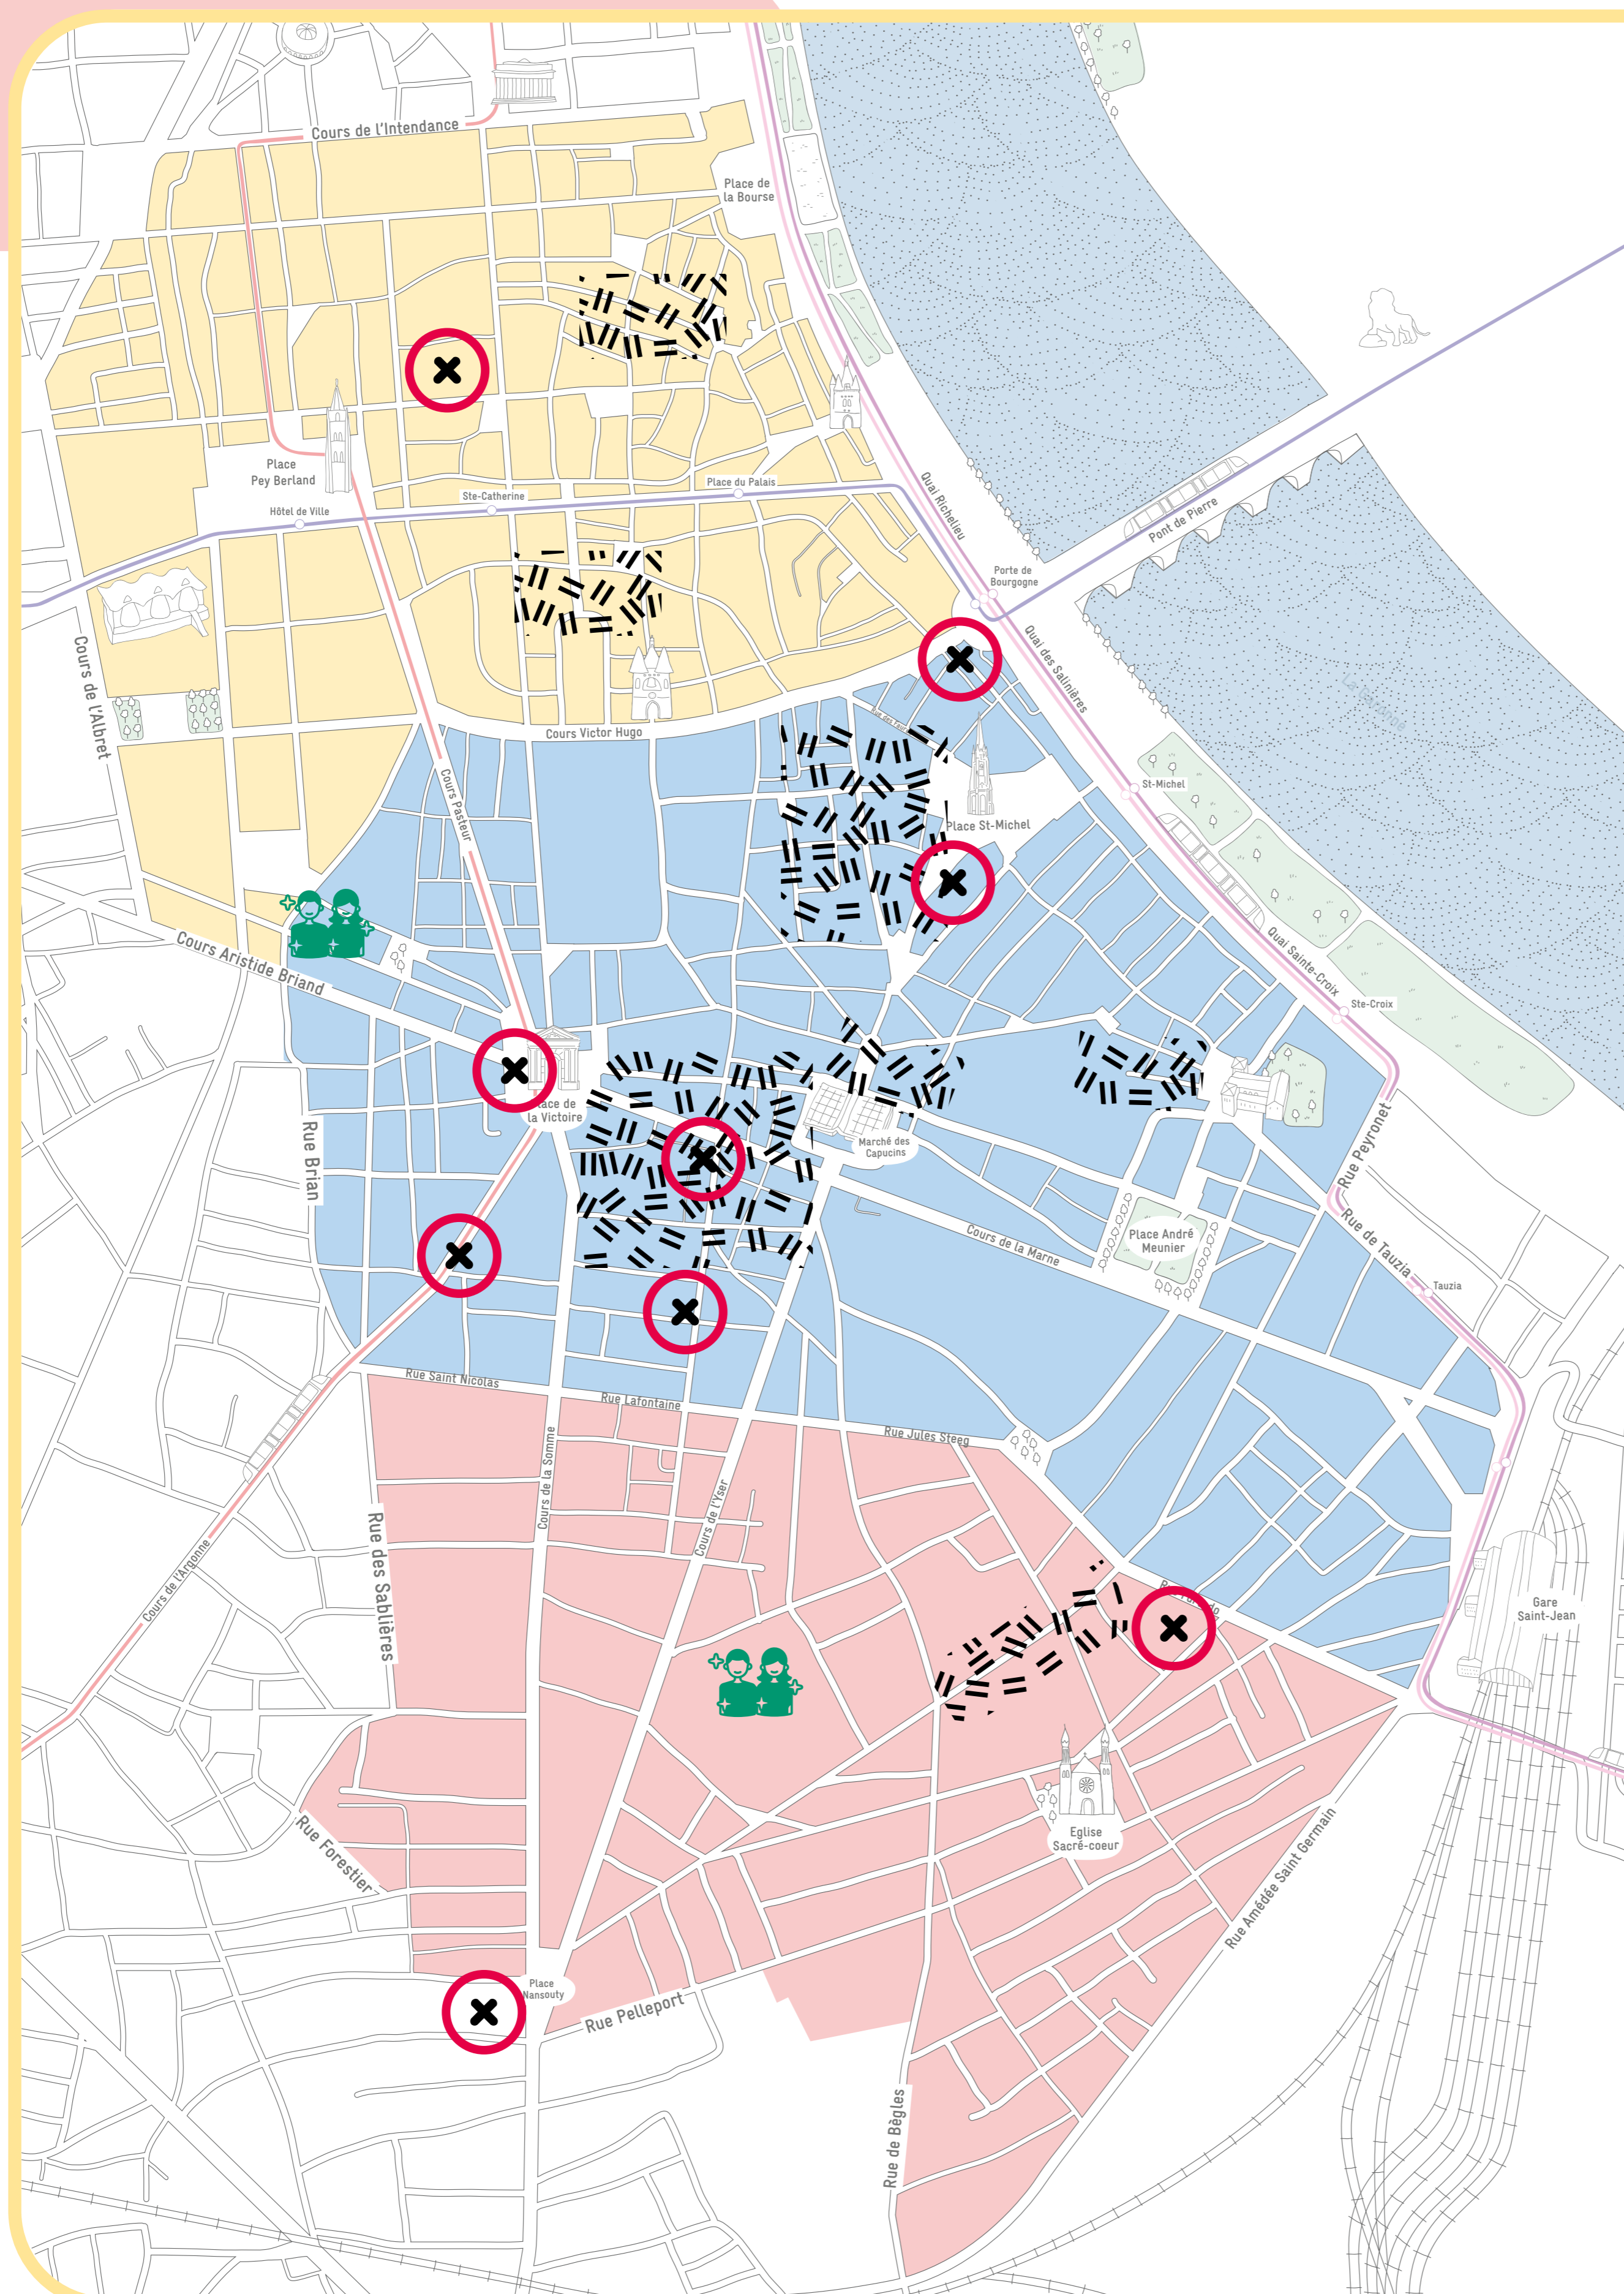 Cours de l'Intendance
Place de
la Bourse
Place
Pey Berland
Hôtel de Ville
Ste-Catherine
Place du Palais
Quai Richelieu
Pont de Pierre
Porte de
Bourgogne
Quai des Salinières
Cours de l'Albret
Cours Victor Hugo
Cours Pasteur
Place St-Michel
St-Michel
Cours Aristide Briand
Quai Sainte-Croix
Ste-Croix
la Victoire
Marché des
Capucins
Rue Brian
Rue Peyronet
Place André
Meunier
Cours de la Marne
Rue de Tauzia
Tauzia
Rue Saint Nicolas
Rue Lafontaine
Rue Jules Steeg
Cours de la Somme
Cours de l'Yser
Cours de l'Argonne
Rue des Sablières
Gare
Saint-Jean
Eglise
Sacré-coeur
Rue Forestier
Rue Amédée Saint Germain
Place
Nansouty
Rue Pelleport
Rue de Bègles